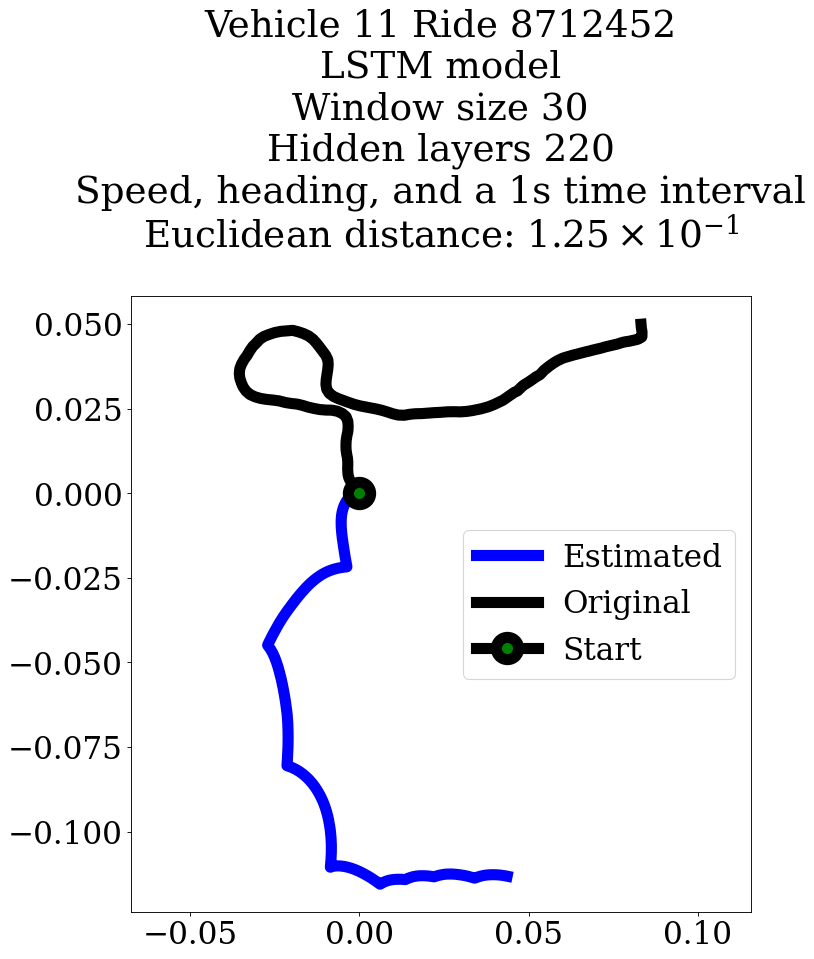 Vehicle 11 Ride 8712452
LSTM model
Window size 30
Hidden layers 220
Speed, heading, and a 1s time interval
Euclidean distance: 1.25 × 10⁻¹
0.050
0.025
0.000
−0.025
−0.050
−0.075
−0.100
Estimated
Original
Start
−0.05
0.00
0.05
0.10